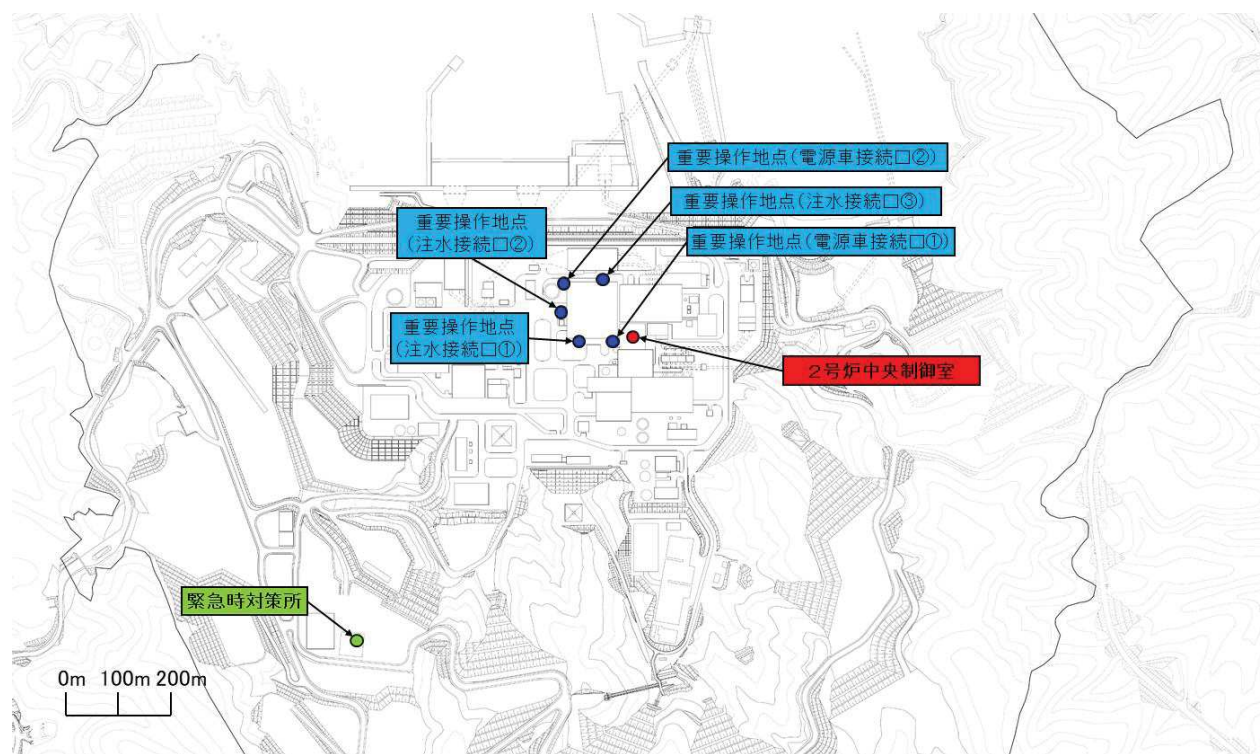 重要操作地点(電源車接続口②)
重要操作地点(注水接続口③)
重要操作地点
(注水接続口②)
重要操作地点(電源車接続口①)
重要操作地点
(注水接続口①)
2号炉中央制御室
緊急時対策所
0m 100m 200m